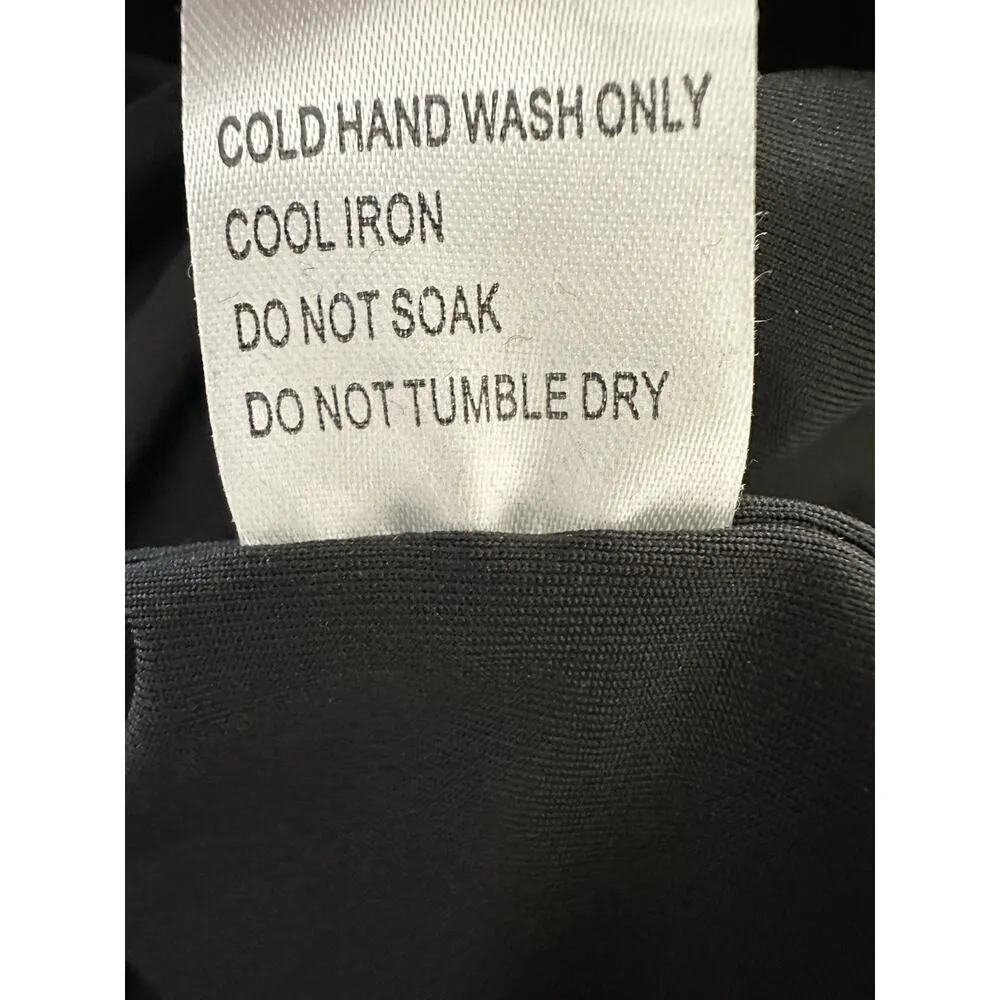 COLD HAND WASH ONLY
COOL IRON
DO NOT SOAK
DO NOT TUMBLE DRY